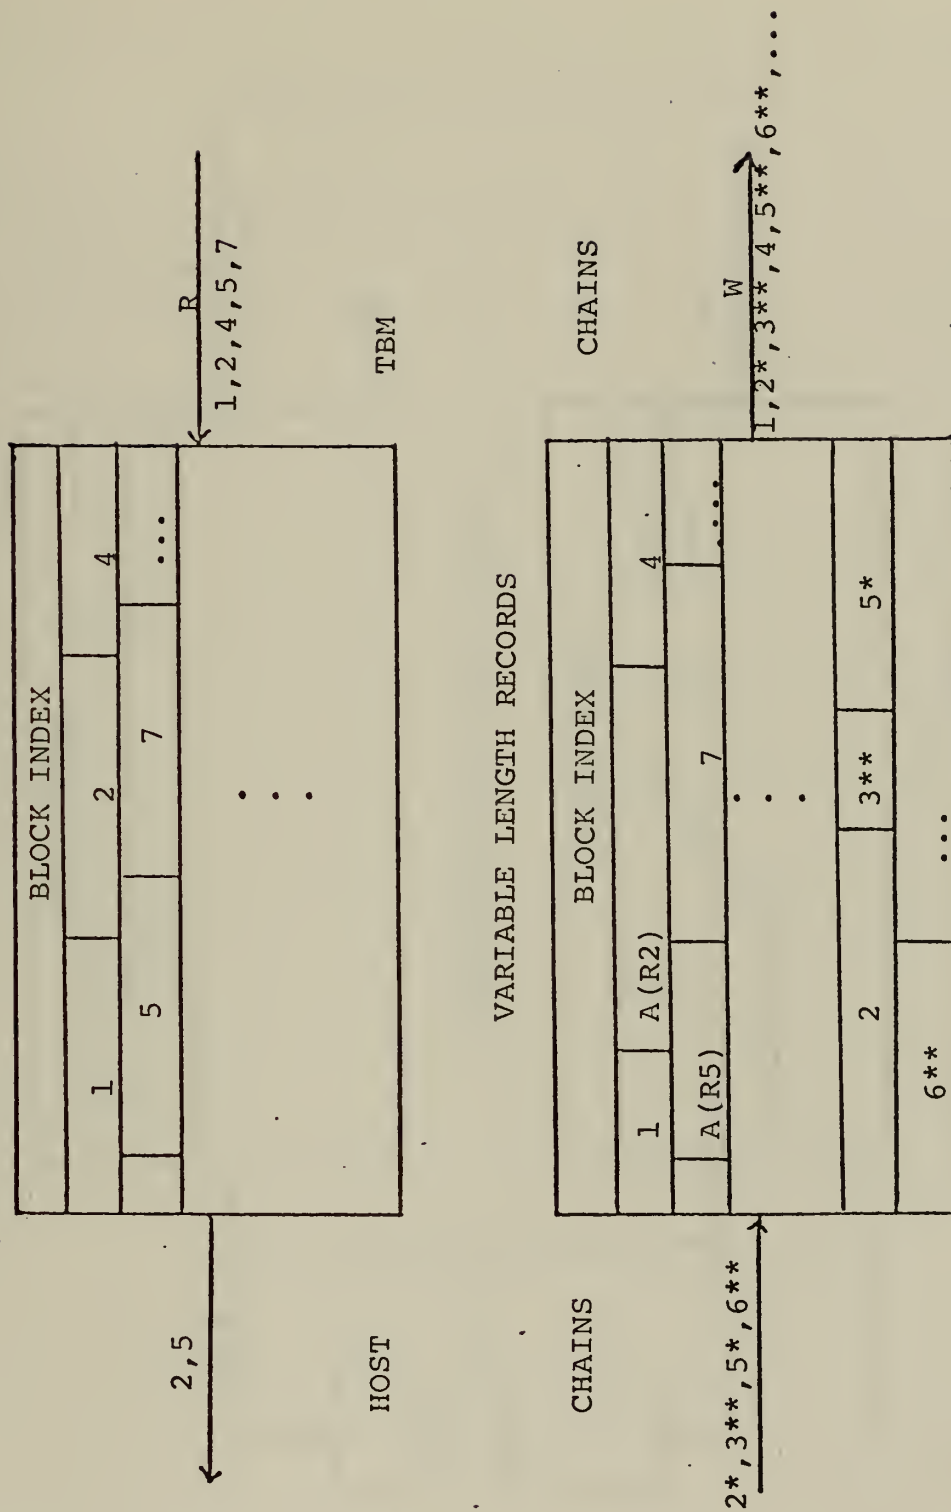 BLOCK INDEX
1 2 4
5 7 ...
2,5 R
1,2,4,5,7
...
HOST TBM
VARIABLE LENGTH RECORDS
CHAINS BLOCK INDEX CHAINS
1 A(R2) 4
A(R5) 7 ....
2*,3**,5*,6** ... W
1,2*,3**,4,5**,6**,...
2 3** 5*
6** ...